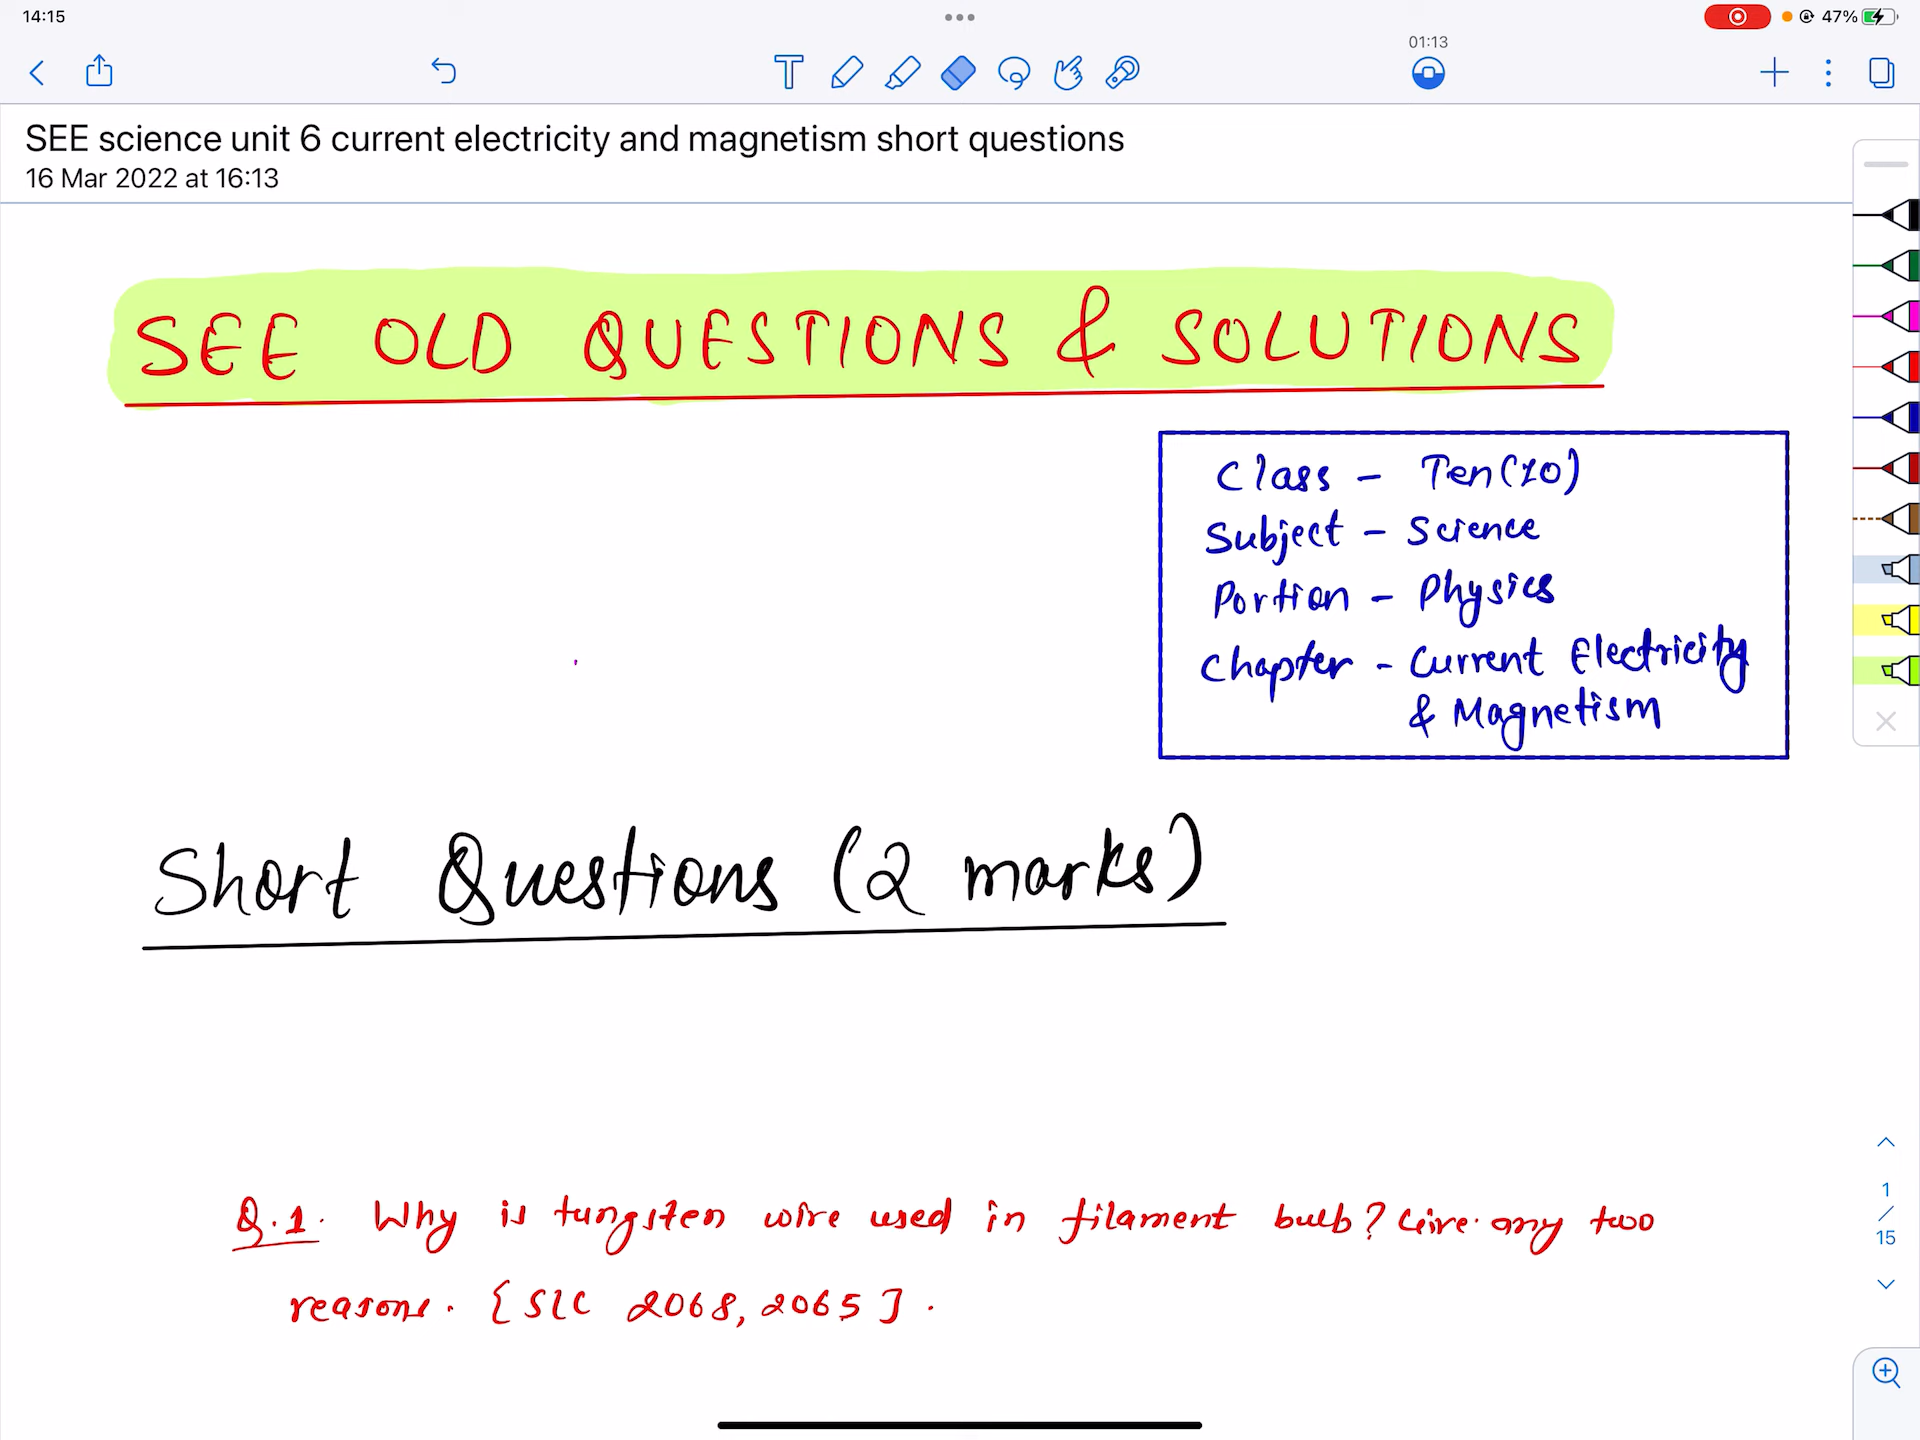 14:15
47%
01:13
SEE science unit 6 current electricity and magnetism short questions
16 Mar 2022 at 16:13
SEE OLD QUESTIONS & SOLUTIONS
Class - Ten(10)
Subject - Science
Portion - Physics
Chapter - Current Electricity
& Magnetism
Short Questions (2 marks)
Q.1. Why is tungsten wire used in filament bulb? Give any two
reasons. [SLC 2068, 2065].
1
/
15